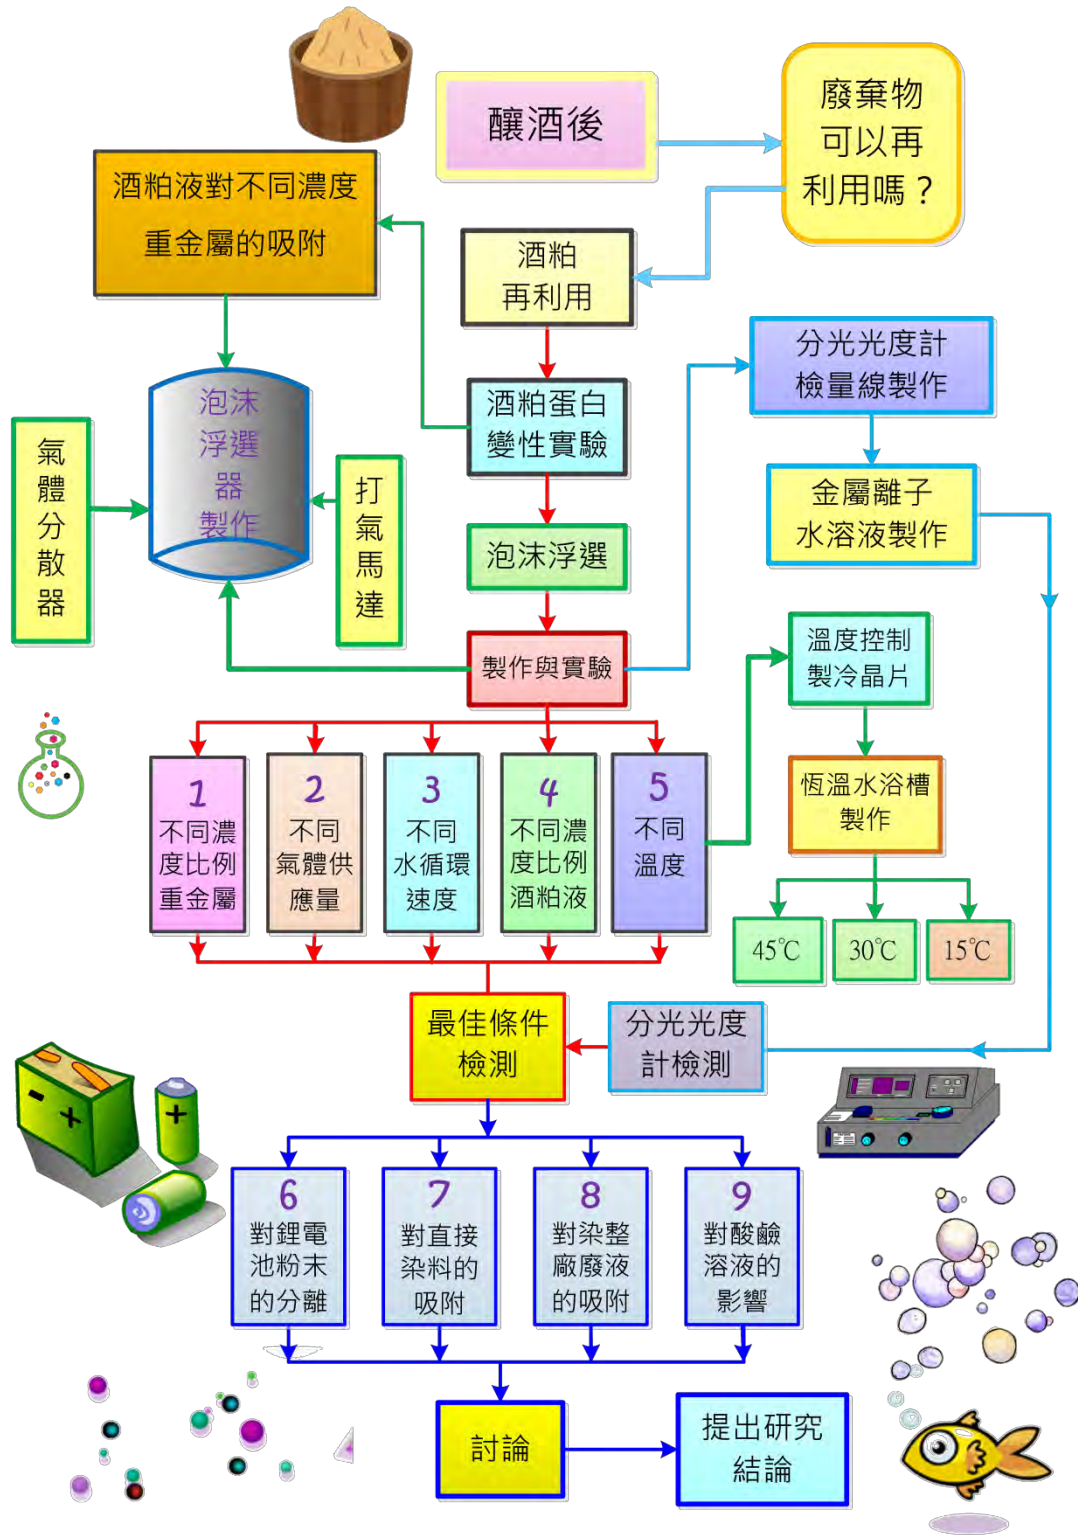 釀酒後
廢棄物
可以再
利用嗎？
酒粕液對不同濃度
重金屬的吸附
酒粕
再利用
分光光度計
檢量線製作
泡沫
浮選
器
製作
酒粕蛋白
變性實驗
氣
體
分
散
器
打
氣
馬
達
金屬離子
水溶液製作
泡沫浮選
製作與實驗
溫度控制
製冷晶片
恆溫水浴槽
製作
1
不同濃
度比例
重金屬
2
不同
氣體供
應量
3
不同
水循環
速度
4
不同濃
度比例
酒粕液
5
不同
溫度
45℃
30℃
15℃
最佳條件
檢測
分光光度
計檢測
- +
+
6
對鋰電
池粉末
的分離
7
對直接
染料的
吸附
8
對染整
廠廢液
的吸附
9
對酸鹼
溶液的
影響
討論
提出研究
結論